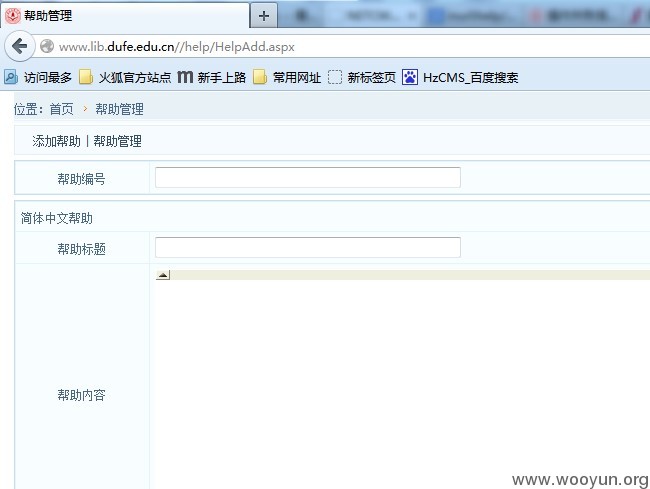 帮助管理
www.lib.dufe.edu.cn//help/HelpAdd.aspx
访问最多 火狐官方站点 新手上路 常用网址 新标签页 HzCMS_百度搜索
位置：首页 › 帮助管理
添加帮助 | 帮助管理
帮助编号
简体中文帮助
帮助标题
帮助内容
www.wooyun.org